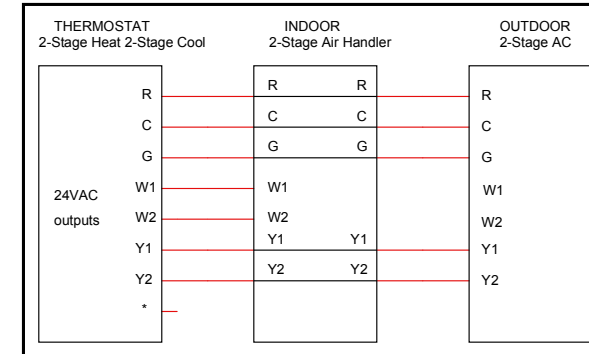 THERMOSTAT INDOOR OUTDOOR
2-Stage Heat 2-Stage Cool 2-Stage Air Handler 2-Stage AC
R R R R
C C C C
G G G G
24VAC W1 W1 W1
outputs W2 W2 W2
Y1 Y1 Y1 Y1
Y2 Y2 Y2 Y2
*